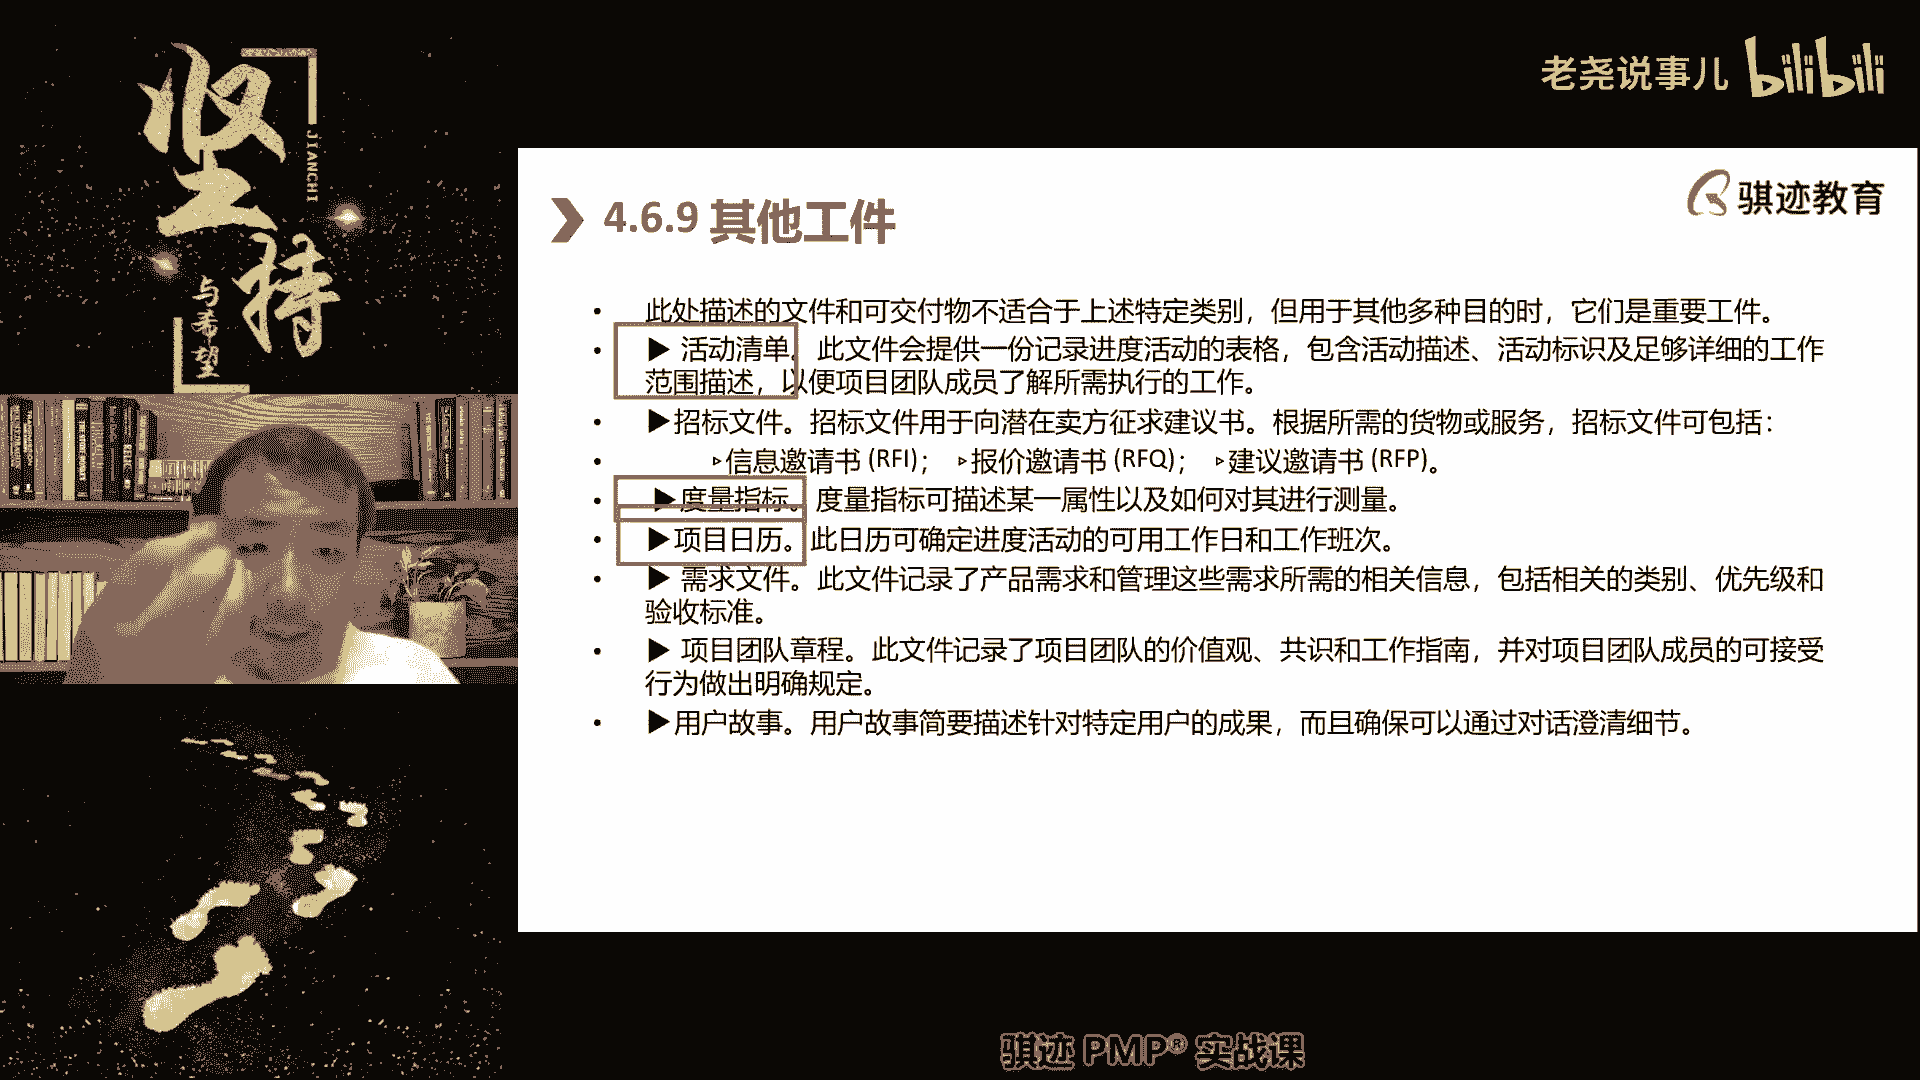 坚持
JIANCHI
与希望
老尧说事儿 bilibili
骐迹教育
4.6.9 其他工件
• 此处描述的文件和可交付物不适合于上述特定类别，但用于其他多种目的时，它们是重要工件。
• ▶ 活动清单。此文件会提供一份记录进度活动的表格，包含活动描述、活动标识及足够详细的工作
范围描述，以便项目团队成员了解所需执行的工作。
• ▶招标文件。招标文件用于向潜在卖方征求建议书。根据所需的货物或服务，招标文件可包括：
• ▹信息邀请书 (RFI)； ▹报价邀请书 (RFQ)； ▹建议邀请书 (RFP)。
• ▶度量指标。度量指标可描述某一属性以及如何对其进行测量。
• ▶项目日历。此日历可确定进度活动的可用工作日和工作班次。
• ▶ 需求文件。此文件记录了产品需求和管理这些需求所需的相关信息，包括相关的类别、优先级和
验收标准。
• ▶ 项目团队章程。此文件记录了项目团队的价值观、共识和工作指南，并对项目团队成员的可接受
行为做出明确规定。
• ▶用户故事。用户故事简要描述针对特定用户的成果，而且确保可以通过对话澄清细节。
骐迹 PMP® 实战课